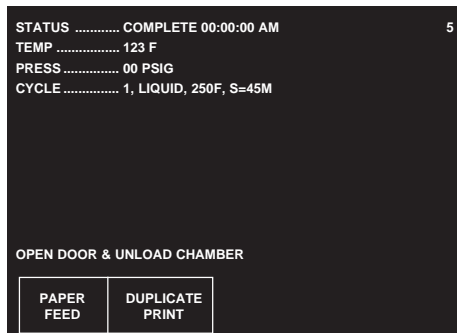 STATUS ............ COMPLETE 00:00:00 AM 5
TEMP ................. 123 F
PRESS ............... 00 PSIG
CYCLE ............... 1, LIQUID, 250F, S=45M
OPEN DOOR & UNLOAD CHAMBER
PAPER FEED
DUPLICATE PRINT